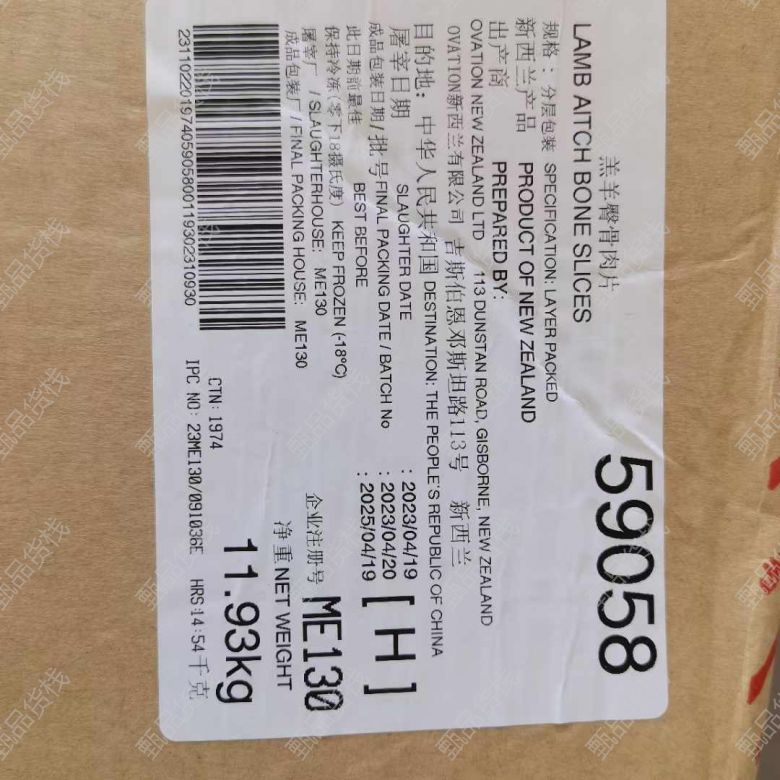 羔羊臀骨肉片
LAMB AITCH BONE SLICES
59058
规格:分层包装 SPECIFICATION: LAYER PACKED
新西兰产品 PRODUCT OF NEW ZEALAND
出产商 PREPARED BY:
OVATION NEW ZEALAND LTD 113 DUNSTAN ROAD, GISBORNE, NEW ZEALAND
OVATION新西兰有限公司 吉斯伯恩邓斯坦路113号 新西兰
目的地: 中华人民共和国 DESTINATION: THE PEOPLE'S REPUBLIC OF CHINA
屠宰日期 SLAUGHTER DATE : 2023/04/19
成品包装日期/批号FINAL PACKING DATE / BATCH No : 2023/04/20
此日期前最佳 BEST BEFORE : 2025/04/19
[ H ]
保持冷冻(零下18摄氏度) KEEP FROZEN (-18°C)
屠宰厂 / SLAUGHTERHOUSE: ME130
成品包装厂 / FINAL PACKING HOUSE: ME130
企业注册号 ME130
净重 NET WEIGHT
11.93kg
千克
CTN: 1974
IPC NO: 23ME130/091036E HRS:14:54
2311022019740590580011930231093​0
甄品货栈